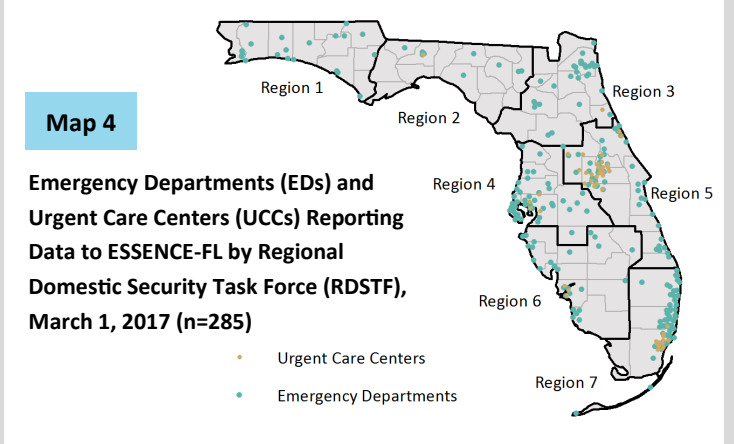 Region 1
Region 3
Map 4
Region 2
Emergency Departments (EDs) and
Urgent Care Centers (UCCs) Reporting
Data to ESSENCE-FL by Regional
Domestic Security Task Force (RDSTF),
March 1, 2017 (n=285)
Region 4
Region 5
Region 6
Urgent Care Centers
Emergency Departments
Region 7